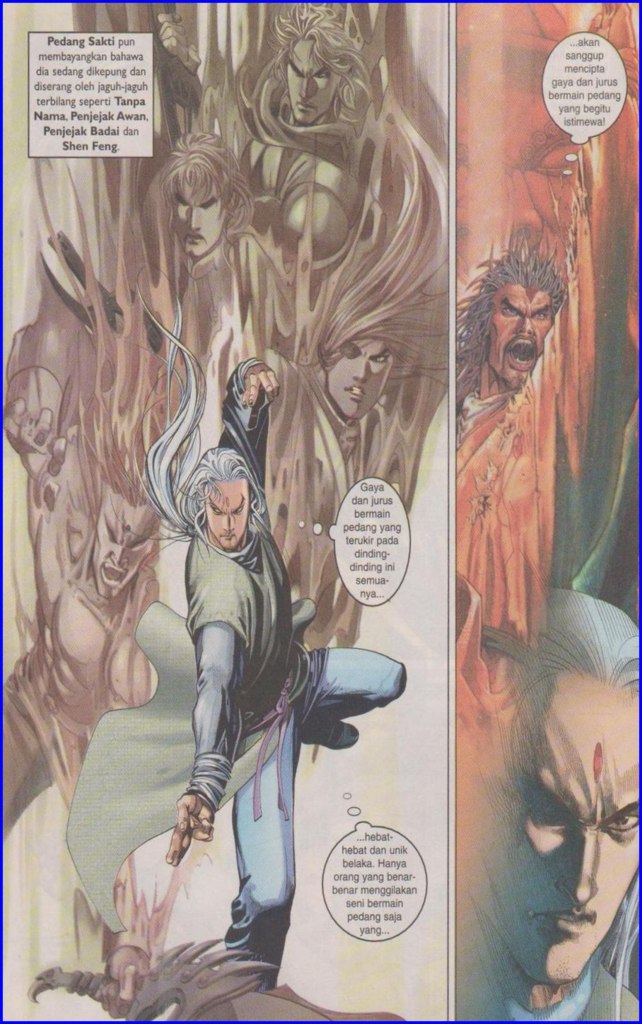 Pedang Sakti pun
membayangkan bahawa
dia sedang dikepung dan
diserang oleh jaguh-jaguh
terbilang seperti Tanpa
Nama, Penjejak Awan,
Penjejak Badai dan
Shen Feng.
Gaya
dan jurus
bermain
pedang yang
terukir pada
dinding-
dinding ini
semua-
nya...
...hebat-
hebat dan unik
belaka. Hanya
orang yang benar-
benar menggilakan
seni bermain
pedang saja
yang...
...akan
sanggup
mencipta
gaya dan jurus
bermain pedang
yang begitu
istimewa!